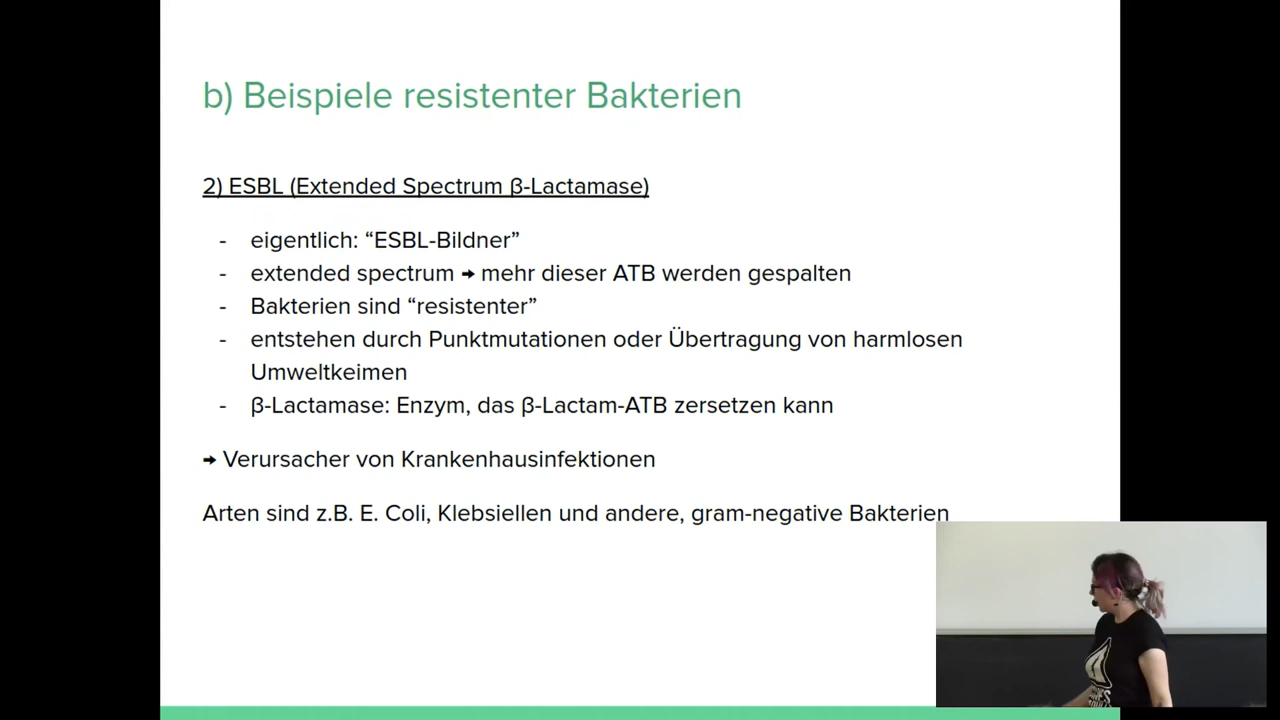 b) Beispiele resistenter Bakterien
2) ESBL (Extended Spectrum β-Lactamase)
- eigentlich: “ESBL-Bildner”
- extended spectrum → mehr dieser ATB werden gespalten
- Bakterien sind “resistenter”
- entstehen durch Punktmutationen oder Übertragung von harmlosen
Umweltkeimen
- β-Lactamase: Enzym, das β-Lactam-ATB zersetzen kann
→ Verursacher von Krankenhausinfektionen
Arten sind z.B. E. Coli, Klebsiellen und andere, gram-negative Bakterien